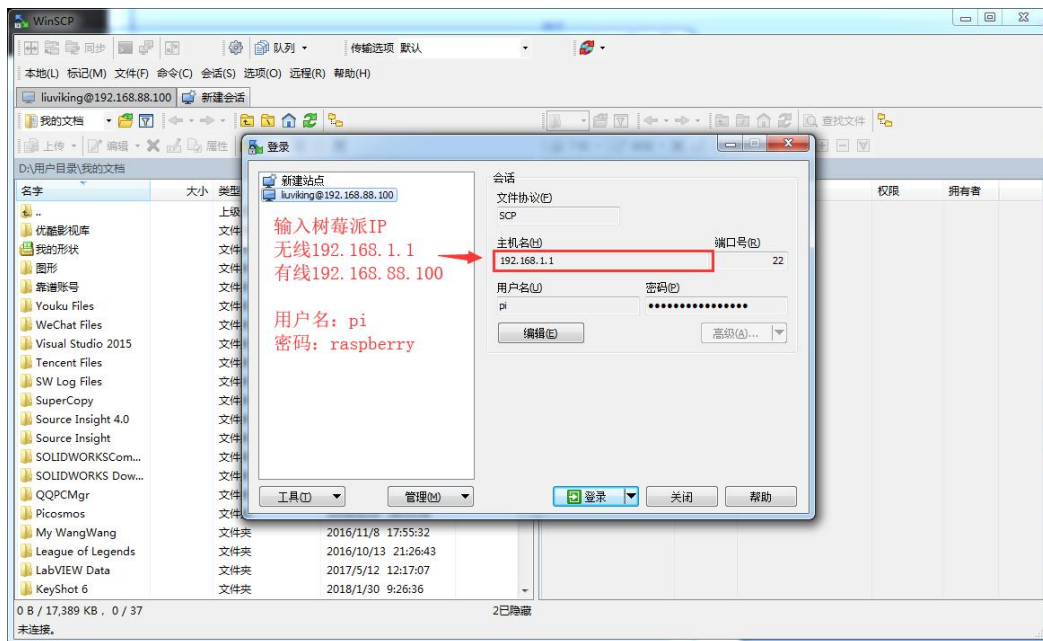 WinSCP
同步 队列 传输选项 默认
本地(L) 标记(M) 文件(F) 命令(C) 会话(S) 选项(O) 远程(R) 帮助(H)
liuviking@192.168.88.100 新建会话
我的文档 查找文件
上传 编辑 属性
D:\用户目录\我的文档
名字 大小 类型 权限 拥有者
.. 上级
优酷影视库 文件
我的形状 文件
图形 文件
靠谱账号 文件
Youku Files 文件
WeChat Files 文件
Visual Studio 2015 文件
Tencent Files 文件
SW Log Files 文件
SuperCopy 文件
Source Insight 4.0 文件
Source Insight 文件
SOLIDWORKSCom... 文件
SOLIDWORKS Dow... 文件
QQPCMgr 文件
Picosmos 文件
My WangWang 文件夹 2016/11/8 17:55:32
League of Legends 文件夹 2016/10/13 21:26:43
LabVIEW Data 文件夹 2017/5/12 12:17:07
KeyShot 6 文件夹 2018/1/30 9:26:36
0 B / 17,389 KB， 0 / 37 2已隐藏
未连接。
登录
新建站点
liuviking@192.168.88.100
输入树莓派IP
无线192.168.1.1
有线192.168.88.100
用户名：pi
密码：raspberry
会话
文件协议(F)
SCP
主机名(H) 端口号(R)
192.168.1.1 22
用户名(U) 密码(P)
pi ••••••••••••••••
编辑(E) 高级(A)...
工具(T) 管理(M) 登录 关闭 帮助